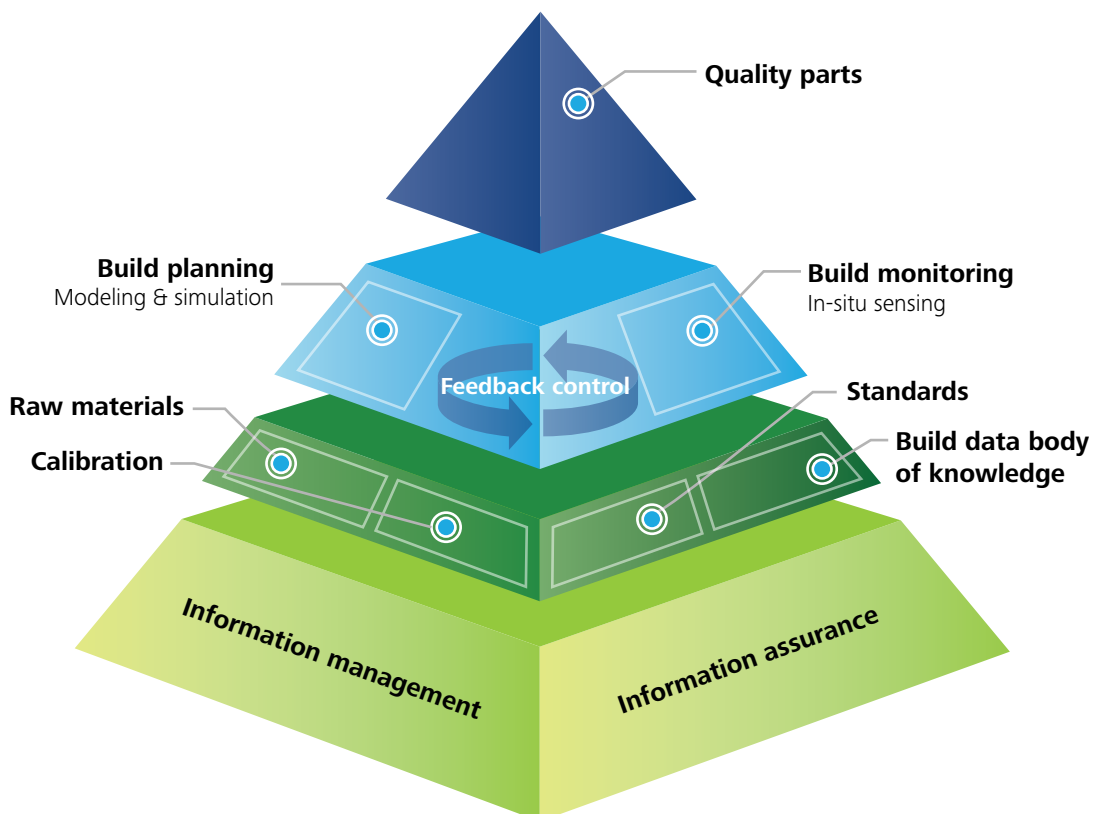 Quality parts
Build planning
Modeling & simulation
Build monitoring
In-situ sensing
Feedback control
Raw materials
Calibration
Standards
Build data body
of knowledge
Information management
Information assurance